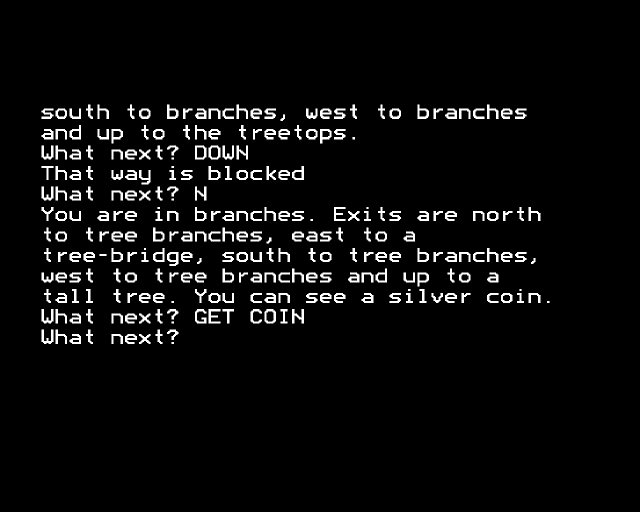 south to branches, west to branches
and up to the treetops.
What next? DOWN
That way is blocked
What next? N
You are in branches. Exits are north
to tree branches, east to a
tree-bridge, south to tree branches,
west to tree branches and up to a
tall tree. You can see a silver coin.
What next? GET COIN
What next?